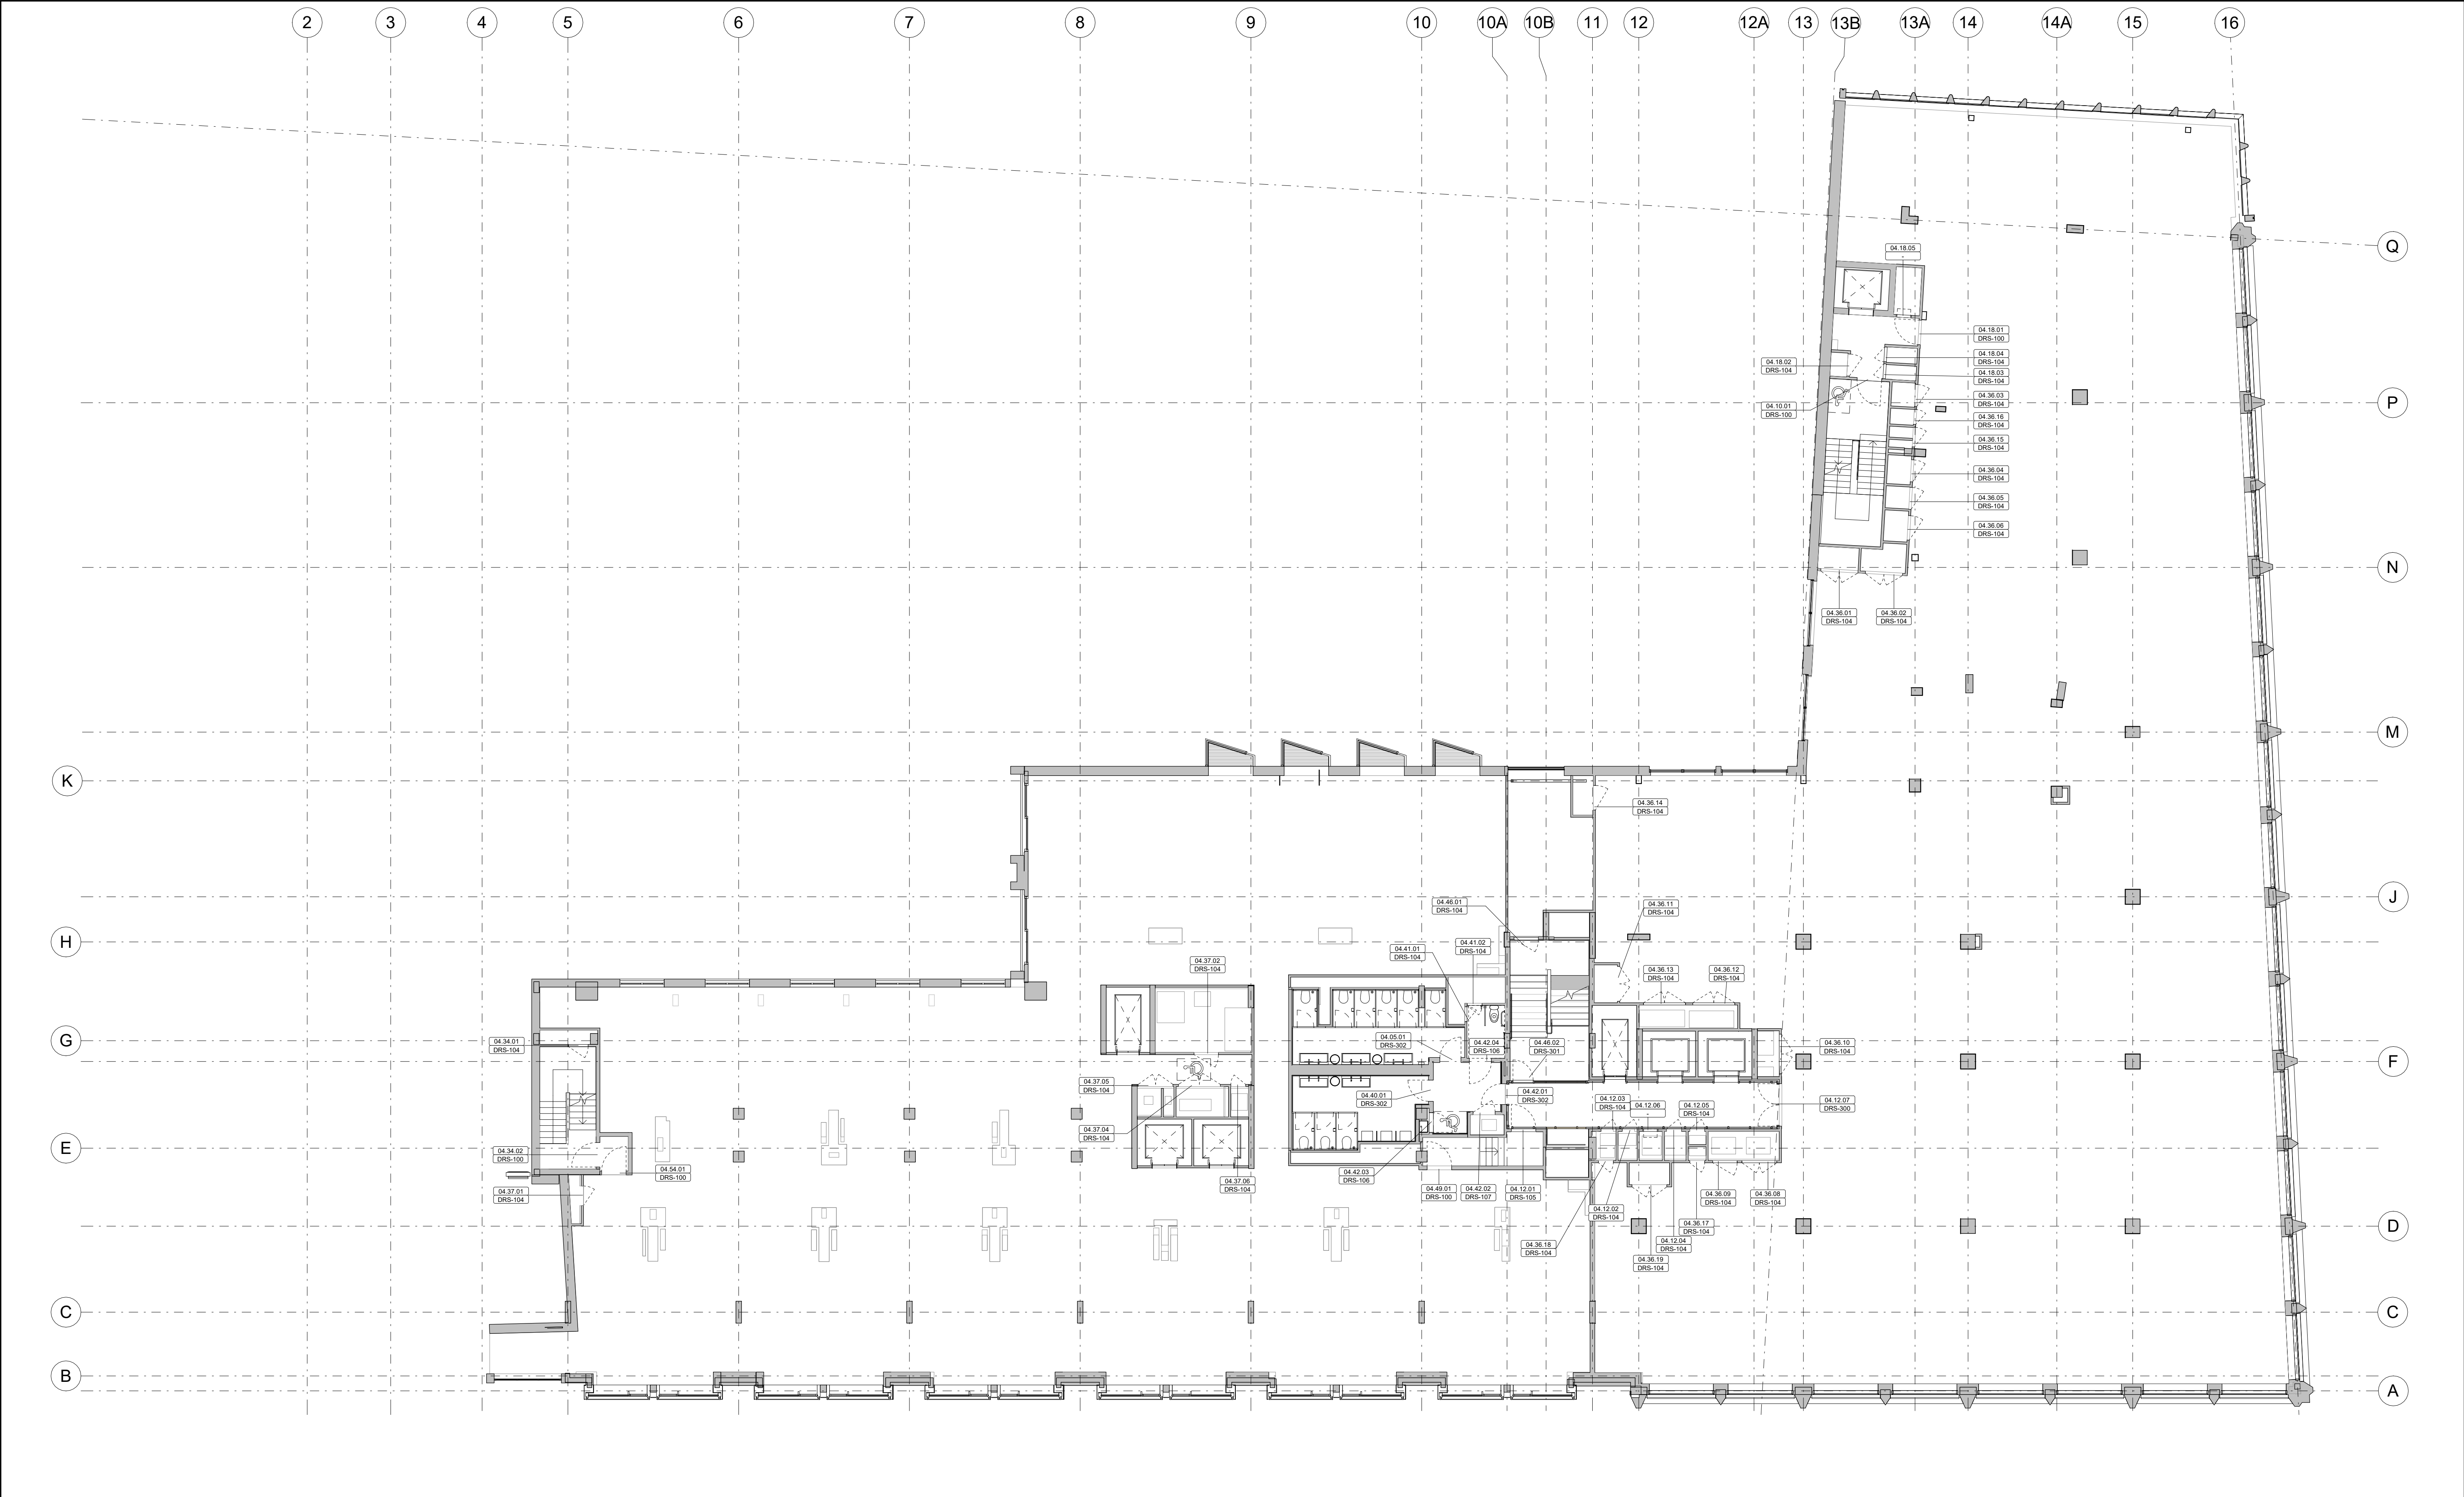 2
3
4
5
6
7
8
9
10
10A
10B
11
12
12A
13
13B
13A
14
14A
15
16
Q
04.18.05
04.18.01
DRS-100
04.18.04
DRS-104
04.18.02
DRS-104
04.18.03
DRS-104
04.36.03
DRS-104
04.10.01
DRS-100
P
04.36.16
DRS-104
04.36.15
DRS-104
04.36.04
DRS-104
04.36.05
DRS-104
04.36.06
DRS-104
N
04.36.01
DRS-104
04.36.02
DRS-104
M
K
04.36.14
DRS-104
J
04.46.01
DRS-104
04.36.11
DRS-104
H
04.41.02
DRS-104
04.41.01
DRS-104
04.37.02
DRS-104
04.36.13
DRS-104
04.36.12
DRS-104
G
04.34.01
DRS-104
04.05.01
DRS-302
04.42.04
DRS-106
04.46.02
DRS-301
04.36.10
DRS-104
F
04.37.05
DRS-104
04.40.01
DRS-302
04.42.01
DRS-302
04.12.03
DRS-104
04.12.06
04.12.05
DRS-104
04.12.07
DRS-300
04.37.04
DRS-104
E
E
04.34.02
DRS-100
04.54.01
DRS-100
04.42.03
DRS-106
04.37.01
DRS-104
04.37.06
DRS-104
04.49.01
DRS-100
04.42.02
DRS-107
04.12.01
DRS-105
04.36.09
DRS-104
04.36.08
DRS-104
04.12.02
DRS-104
04.36.17
DRS-104
D
04.36.18
DRS-104
04.12.04
DRS-104
04.36.19
DRS-104
C
C
B
A